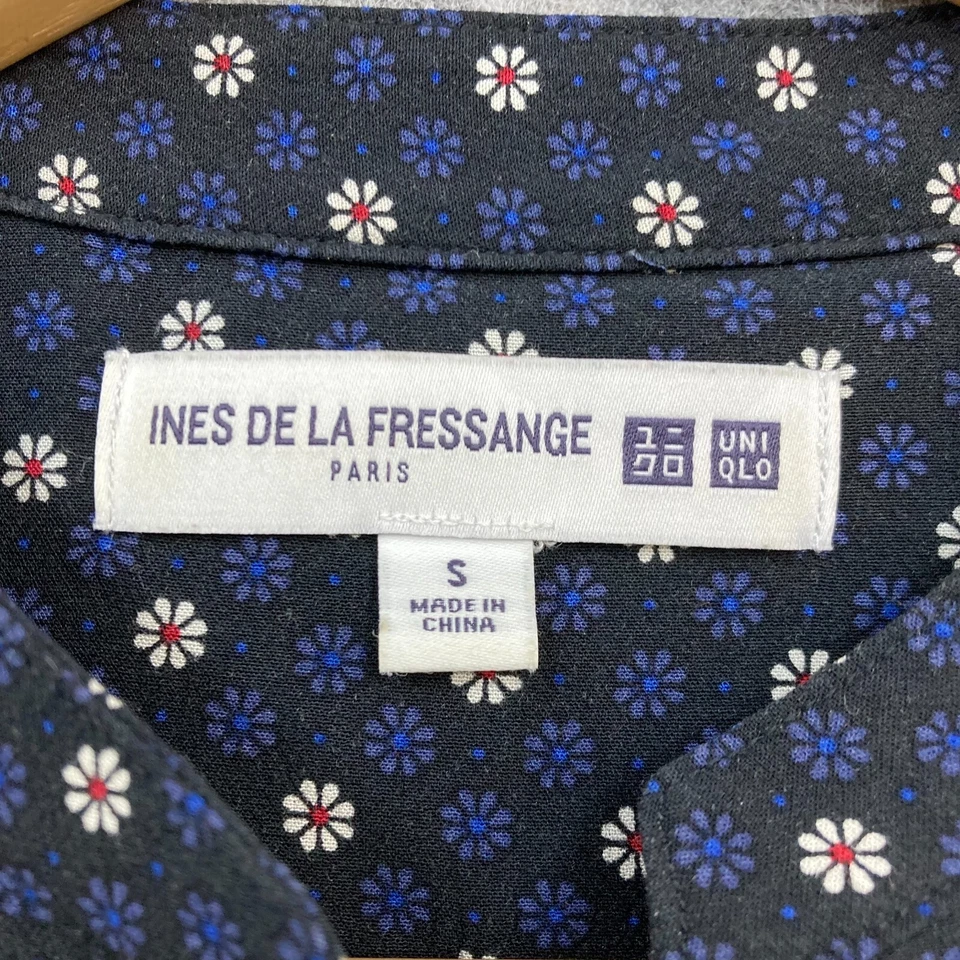 INES DE LA FRESSANGE
PARIS
ユニ
クロ
UNI
QLO
S
MADE IN
CHINA